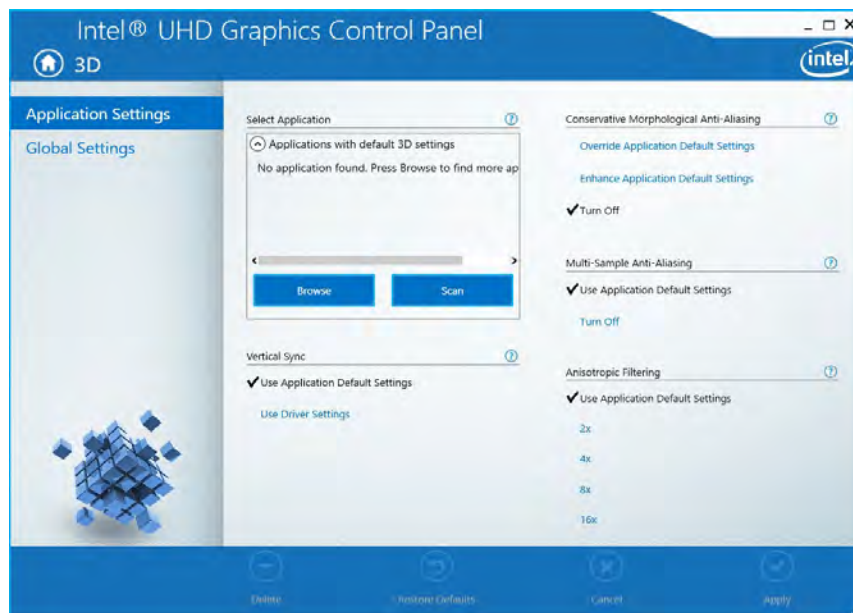 Intel® UHD Graphics Control Panel
3D
intel
Application Settings
Global Settings
Select Application
Applications with default 3D settings
No application found. Press Browse to find more ap
Browse
Scan
Vertical Sync
Use Application Default Settings
Use Driver Settings
Conservative Morphological Anti-Aliasing
Override Application Default Settings
Enhance Application Default Settings
Turn Off
Multi-Sample Anti-Aliasing
Use Application Default Settings
Turn Off
Anisotropic Filtering
Use Application Default Settings
2x
4x
8x
16x
Delete
Restore Defaults
Cancel
Apply